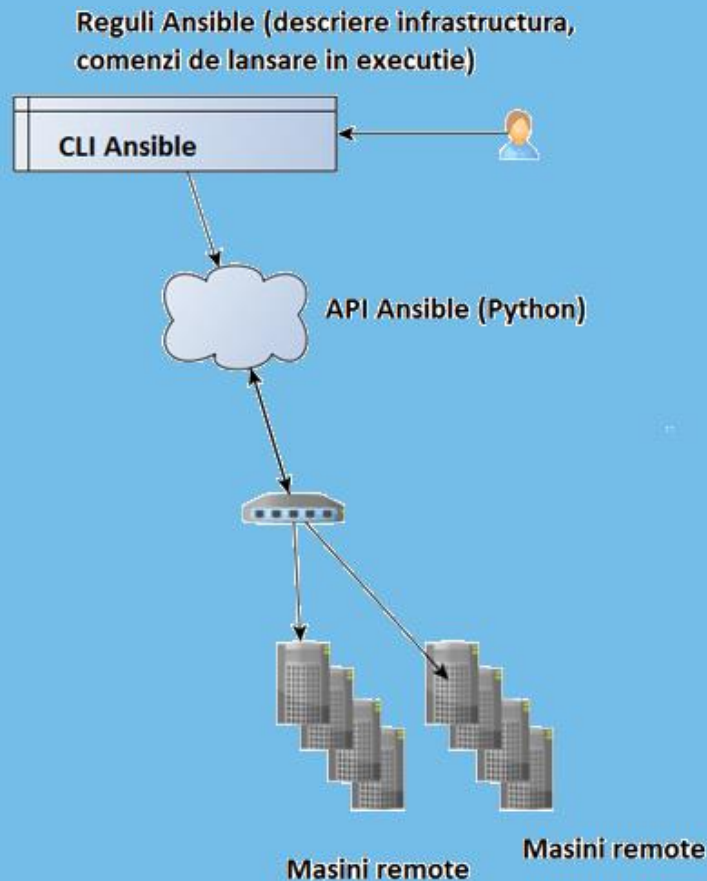 Reguli Ansible (descriere infrastructura,
comenzi de lansare in executie)
CLI Ansible
API Ansible (Python)
Masini remote
Masini remote